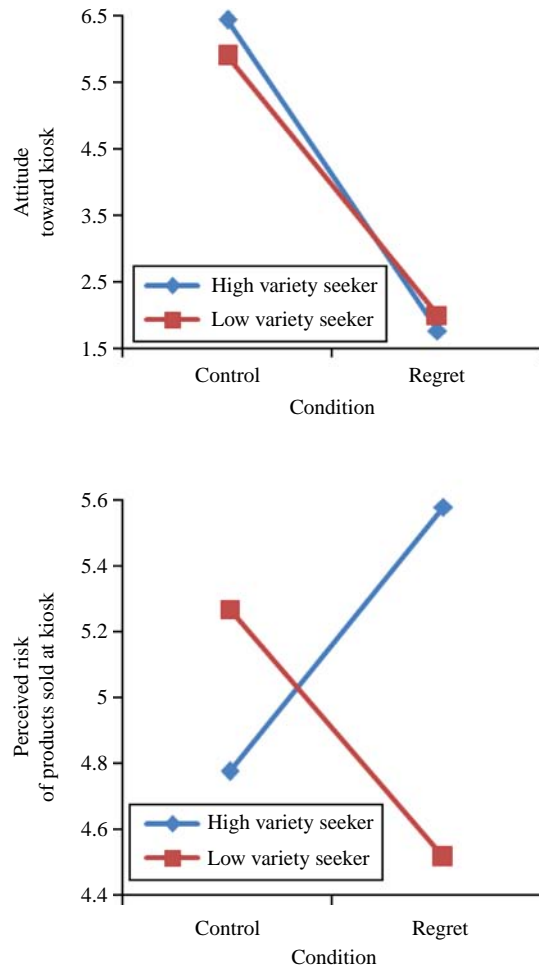 6.5
5.5
4.5
3.5
2.5
1.5
Attitude
toward kiosk
High variety seeker
Low variety seeker
Control Regret
Condition
5.6
5.4
5.2
5
4.8
4.6
4.4
Perceived risk
of products sold at kiosk
High variety seeker
Low variety seeker
Control Regret
Condition